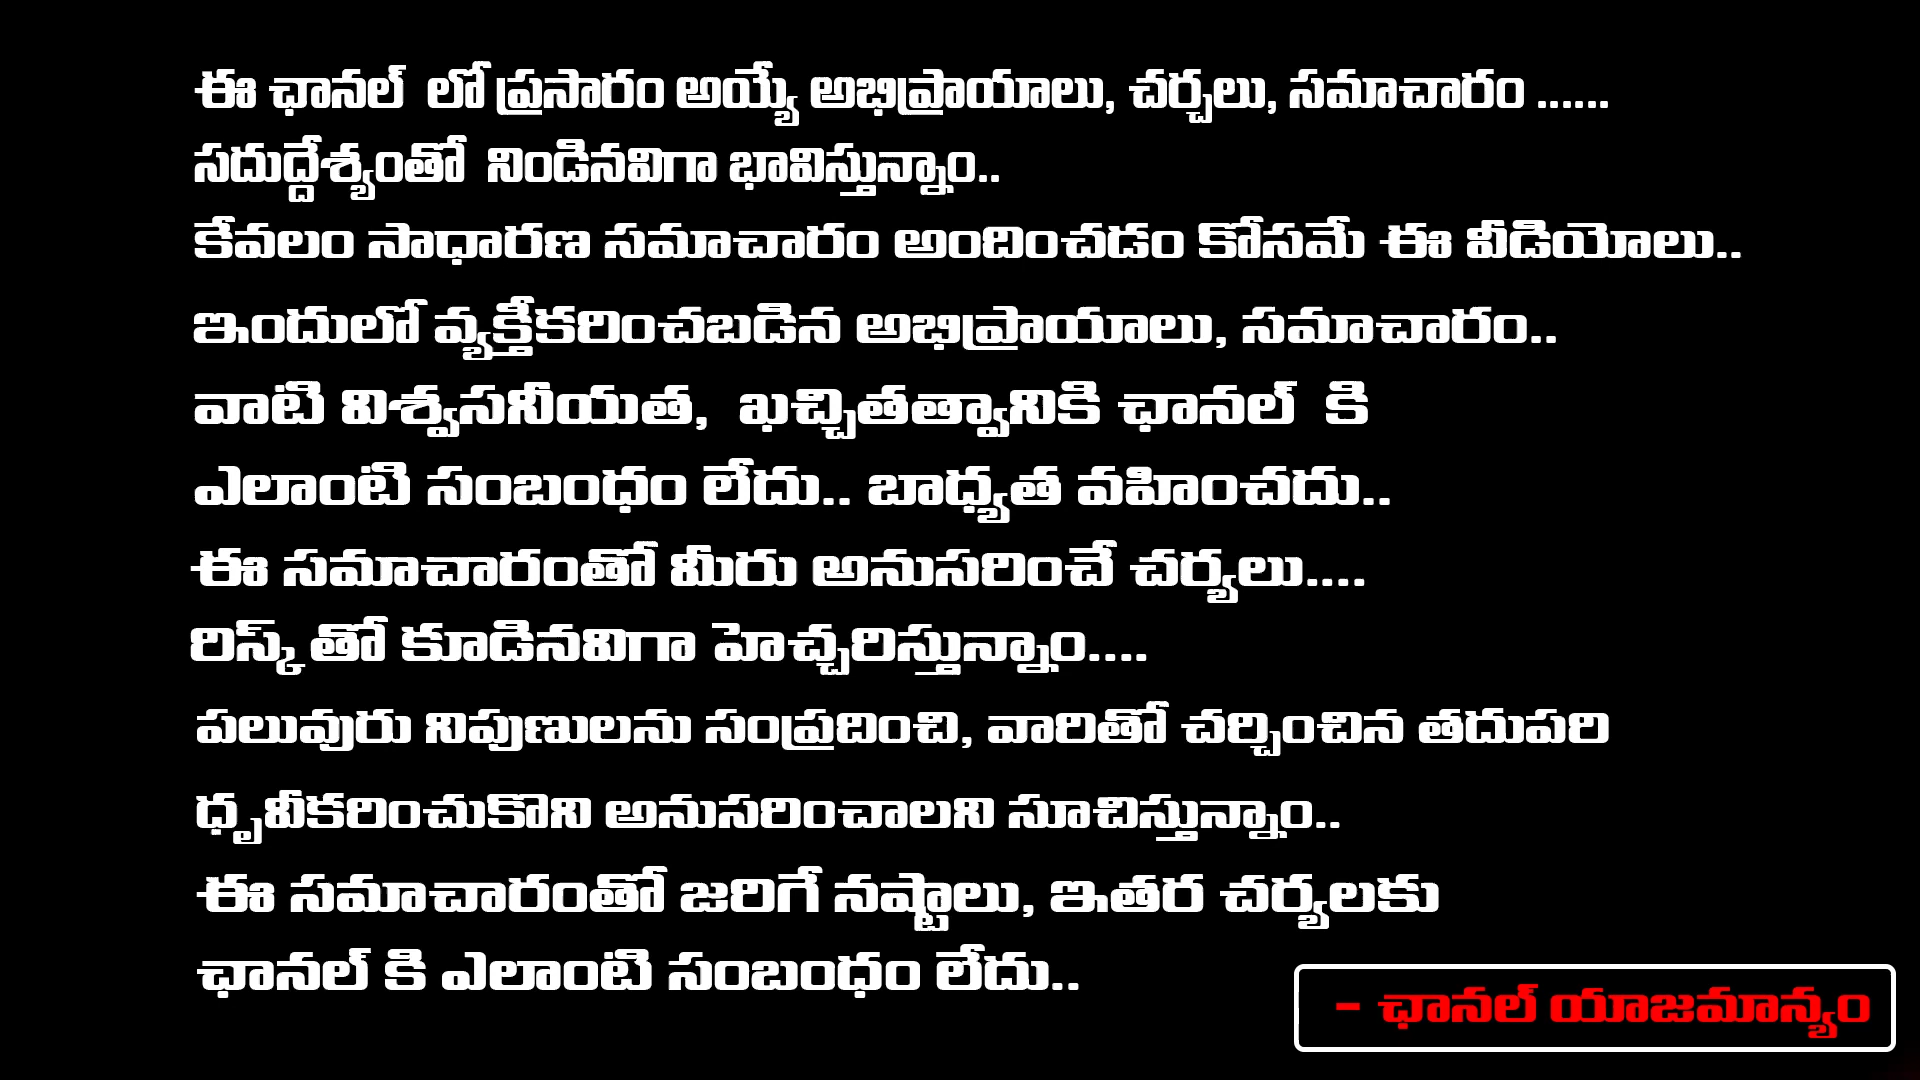 ఈ ఛానల్ లో ప్రసారం అయ్యే అభిప్రాయాలు, చర్చలు, సమాచారం ......
సదుద్దేశ్యంతో నిండినవిగా భావిస్తున్నాం..
కేవలం సాధారణ సమాచారం అందించడం కోసమే ఈ వీడియోలు..
ఇందులో వ్యక్తీకరించబడిన అభిప్రాయాలు, సమాచారం..
వాటి విశ్వసనీయత, ఖచ్చితత్వానికి ఛానల్ కి
ఎలాంటి సంబంధం లేదు.. బాధ్యత వహించదు..
ఈ సమాచారంతో మీరు అనుసరించే చర్యలు....
రిస్క్ తో కూడినవిగా హెచ్చరిస్తున్నాం....
పలువురు నిపుణులను సంప్రదించి, వారితో చర్చించిన తదుపరి
ధృవీకరించుకొని అనుసరించాలని సూచిస్తున్నాం..
ఈ సమాచారంతో జరిగే నష్టాలు, ఇతర చర్యలకు
ఛానల్ కి ఎలాంటి సంబంధం లేదు..
- ఛానల్ యాజమాన్యం